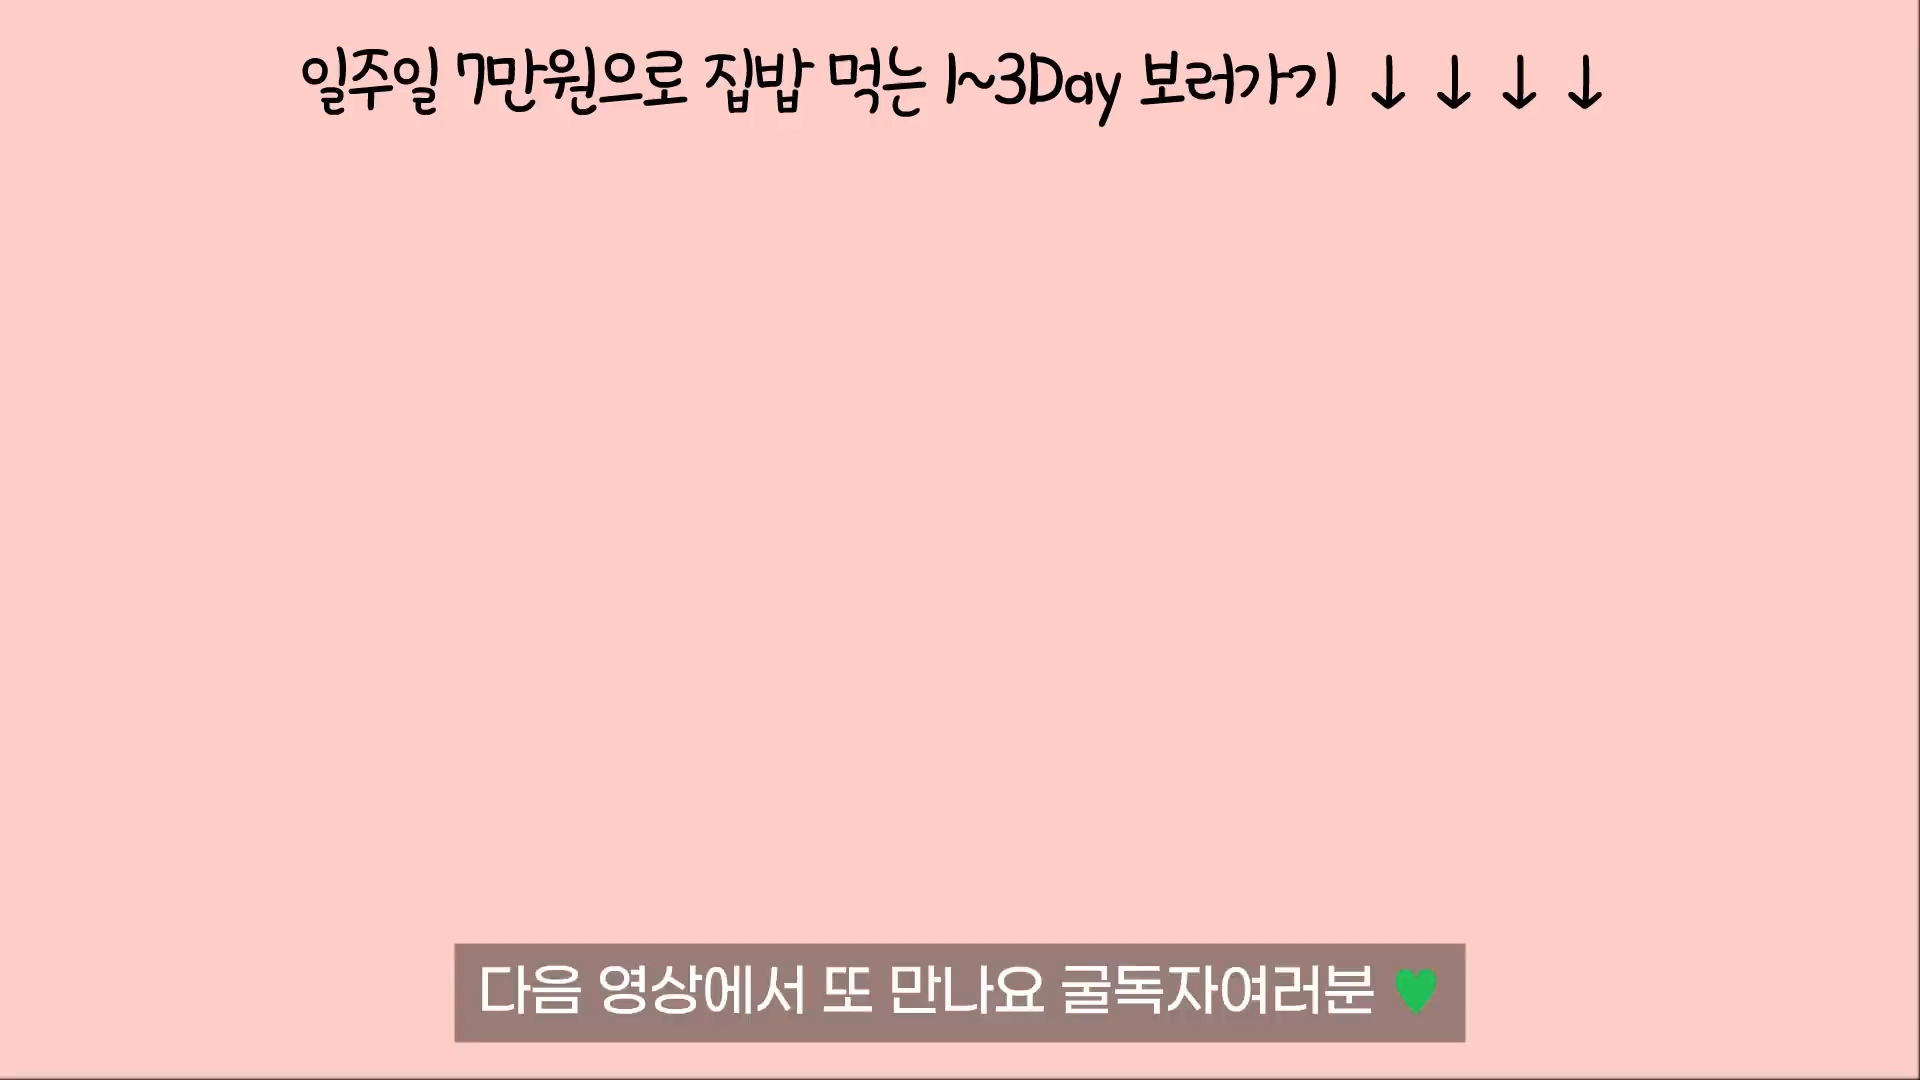 일주일 7만원으로 집밥 먹는 1~3Day 보러가기 ↓ ↓ ↓ ↓
다음 영상에서 또 만나요 굴독자여러분 💚